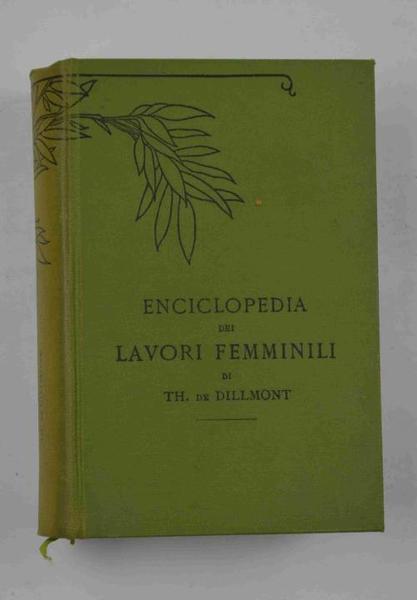 ENCICLOPEDIA
DEI
LAVORI FEMMINILI
DI
TH. DE DILLMONT